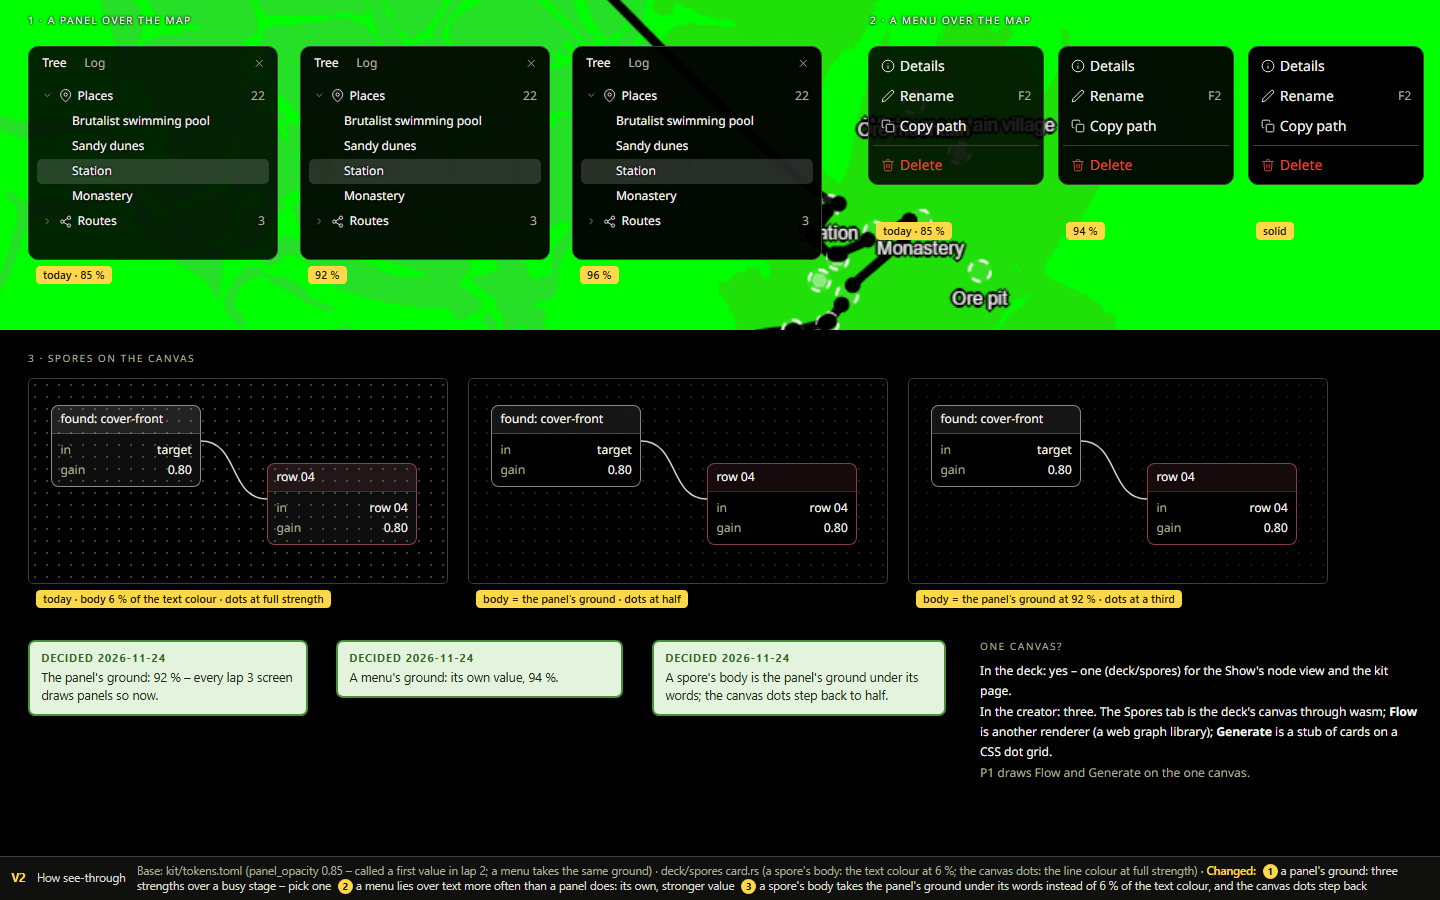 1 · A PANEL OVER THE MAP
Tree Log
Places 22
Brutalist swimming pool
Sandy dunes
Station
Monastery
Routes 3
today · 85 %
Tree Log
Places 22
Brutalist swimming pool
Sandy dunes
Station
Monastery
Routes 3
92 %
Tree Log
Places 22
Brutalist swimming pool
Sandy dunes
Station
Monastery
Routes 3
96 %
2 · A MENU OVER THE MAP
Details
Rename F2
Copy path
Delete
today · 85 %
Details
Rename F2
Copy path
Delete
94 %
Details
Rename F2
Copy path
Delete
solid
village
Monastery
Ore pit
3 · SPORES ON THE CANVAS
found: cover-front
in target
gain 0.80
row 04
in row 04
gain 0.80
today · body 6 % of the text colour · dots at full strength
found: cover-front
in target
gain 0.80
row 04
in row 04
gain 0.80
body = the panel's ground · dots at half
found: cover-front
in target
gain 0.80
row 04
in row 04
gain 0.80
body = the panel's ground at 92 % · dots at a third
DECIDED 2026-11-24
The panel's ground: 92 % – every lap 3 screen
draws panels so now.
DECIDED 2026-11-24
A menu's ground: its own value, 94 %.
DECIDED 2026-11-24
A spore's body is the panel's ground under its
words; the canvas dots step back to half.
ONE CANVAS?
In the deck: yes – one (deck/spores) for the Show's node view and the kit
page.
In the creator: three. The Spores tab is the deck's canvas through wasm; Flow
is another renderer (a web graph library); Generate is a stub of cards on a
CSS dot grid.
P1 draws Flow and Generate on the one canvas.
V2 How see-through
Base: kit/tokens.toml (panel_opacity 0.85 – called a first value in lap 2; a menu takes the same ground) · deck/spores card.rs (a spore's body: the text colour at 6 %; the canvas dots: the line colour at full strength) · Changed: 1 a panel's ground: three
strengths over a busy stage – pick one 2 a menu lies over text more often than a panel does: its own, stronger value 3 a spore's body takes the panel's ground under its words instead of 6 % of the text colour, and the canvas dots step back